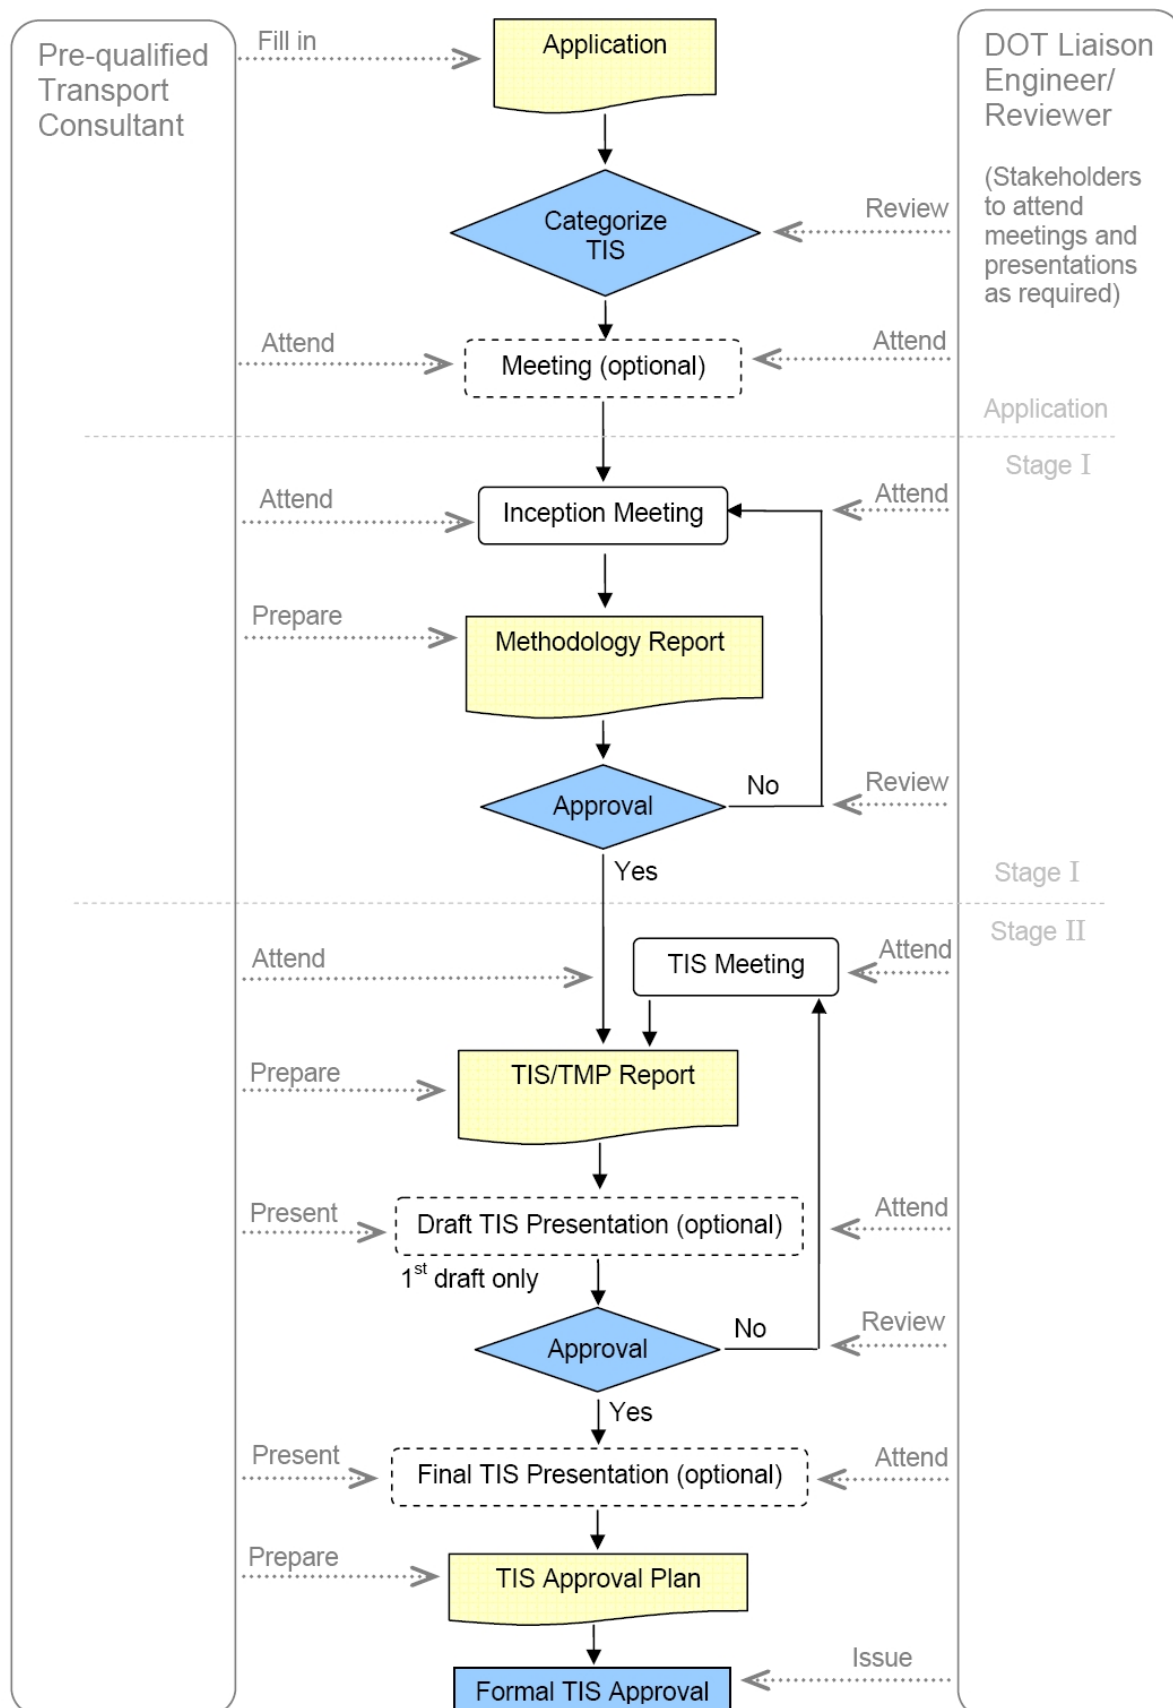 Pre-qualified
Transport
Consultant
Fill in
Application
DOT Liaison
Engineer/
Reviewer
(Stakeholders
to attend
meetings and
presentations
as required)
Categorize
TIS
Review
Attend
Meeting (optional)
Attend
Application
Stage I
Attend
Inception Meeting
Attend
Prepare
Methodology Report
Approval
No
Review
Yes
Stage I
Stage II
Attend
TIS Meeting
Attend
Prepare
TIS/TMP Report
Present
Draft TIS Presentation (optional)
Attend
1st draft only
Approval
No
Review
Yes
Present
Final TIS Presentation (optional)
Attend
Prepare
TIS Approval Plan
Issue
Formal TIS Approval